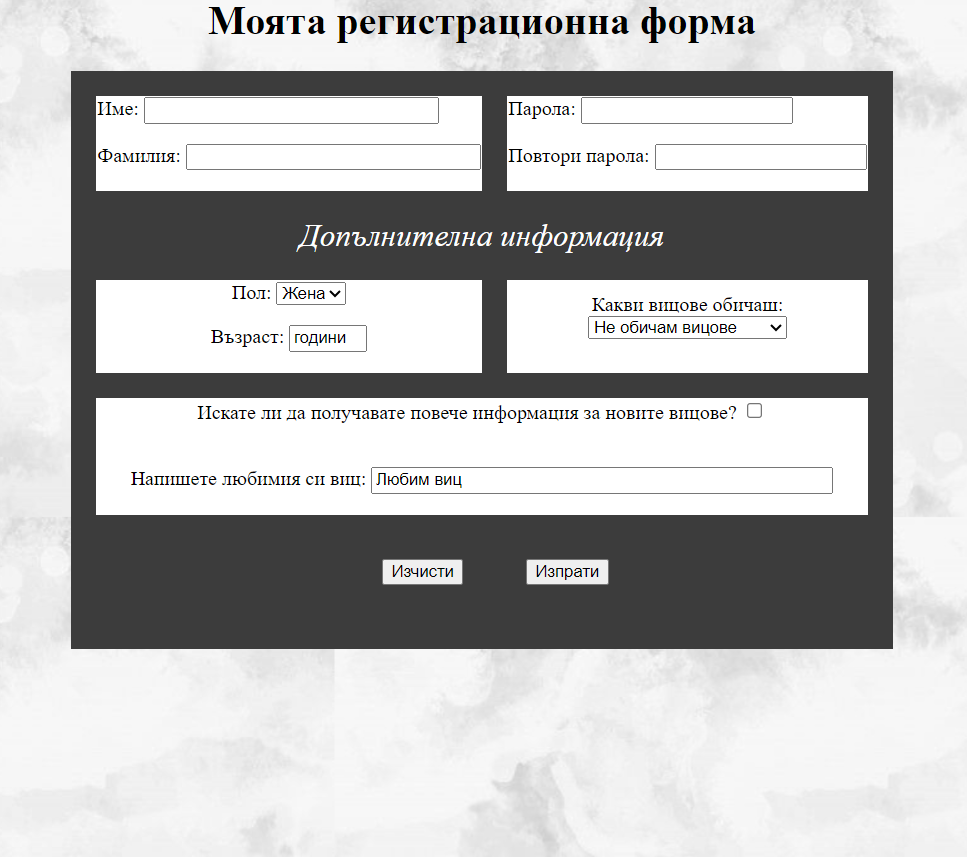 Моята регистрационна форма
Име:
Парола:
Фамилия:
Повтори парола:
Допълнителна информация
Пол: Жена
Възраст: години
Какви вицове обичаш:
Не обичам вицове
Искате ли да получавате повече информация за новите вицове?
Напишете любимия си виц: Любим виц
Изчисти
Изпрати